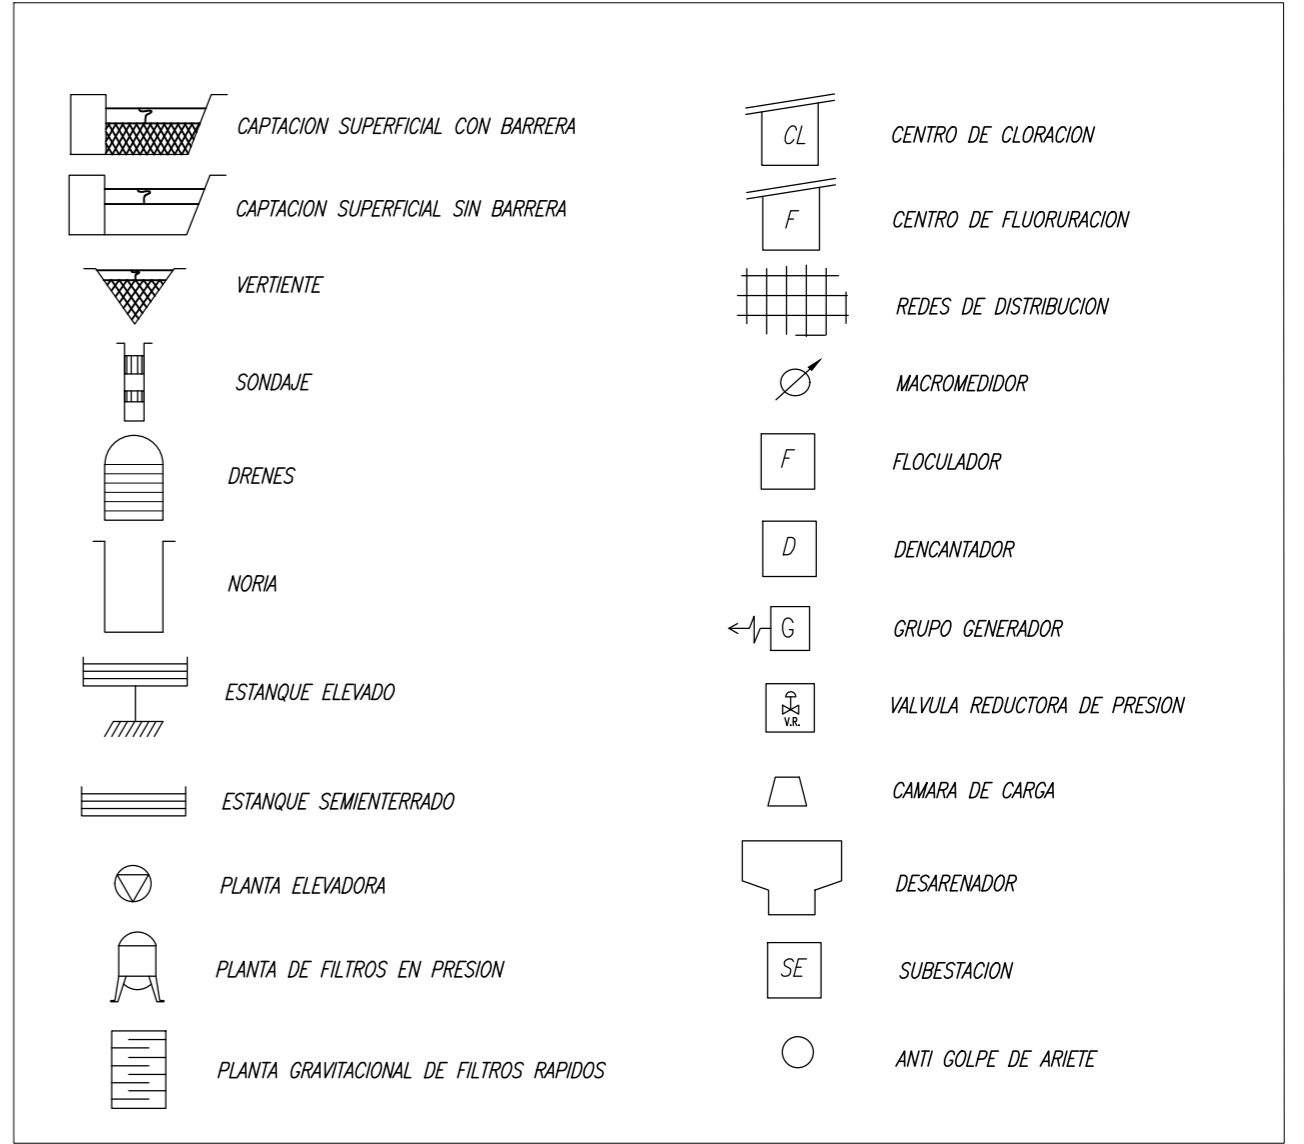 CAPTACION SUPERFICIAL CON BARRERA
CAPTACION SUPERFICIAL SIN BARRERA
VERTIENTE
SONDAJE
DRENES
NORIA
ESTANQUE ELEVADO
ESTANQUE SEMIENTERRADO
PLANTA ELEVADORA
PLANTA DE FILTROS EN PRESION
PLANTA GRAVITACIONAL DE FILTROS RAPIDOS
CL CENTRO DE CLORACION
F CENTRO DE FLUORURACION
REDES DE DISTRIBUCION
MACROMEDIDOR
F FLOCULADOR
D DENCANTADOR
G GRUPO GENERADOR
V.R. VALVULA REDUCTORA DE PRESION
CAMARA DE CARGA
DESARENADOR
SE SUBESTACION
ANTI GOLPE DE ARIETE